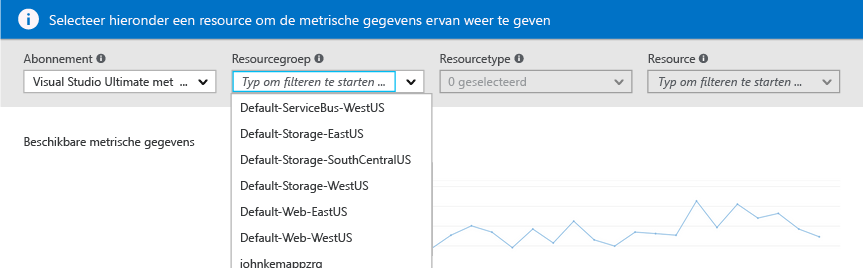 Selecteer hieronder een resource om de metrische gegevens ervan weer te geven
Abonnement Resourcegroep Resourcetype Resource
Visual Studio Ultimate met ... Typ om filteren te starten ... 0 geselecteerd Typ om filteren te starten ...
Default-ServiceBus-WestUS
Default-Storage-EastUS
Beschikbare metrische gegevens
Default-Storage-SouthCentralUS
Default-Storage-WestUS
Default-Web-EastUS
Default-Web-WestUS
johnkemappzrg